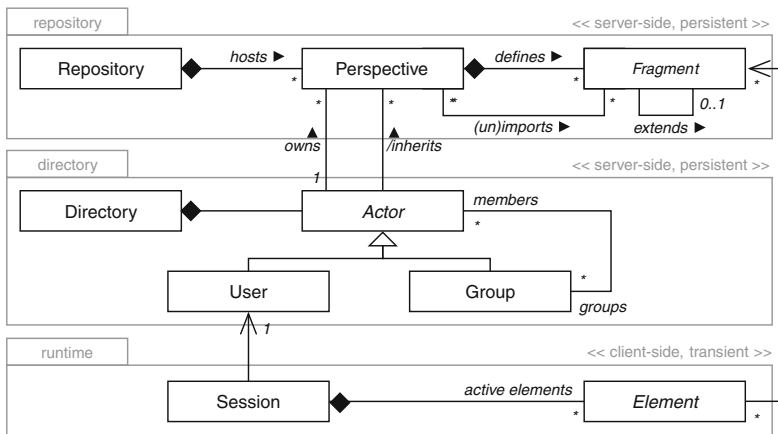 repository << server-side, persistent >>
Repository hosts ► * Perspective defines ► * Fragment *
* * ** (un)imports ► * extends ► 0..1
▲ owns ▲ /inherits
directory << server-side, persistent >>
1
Directory Actor members *
User Group * groups
1
runtime << client-side, transient >>
Session active elements * Element *